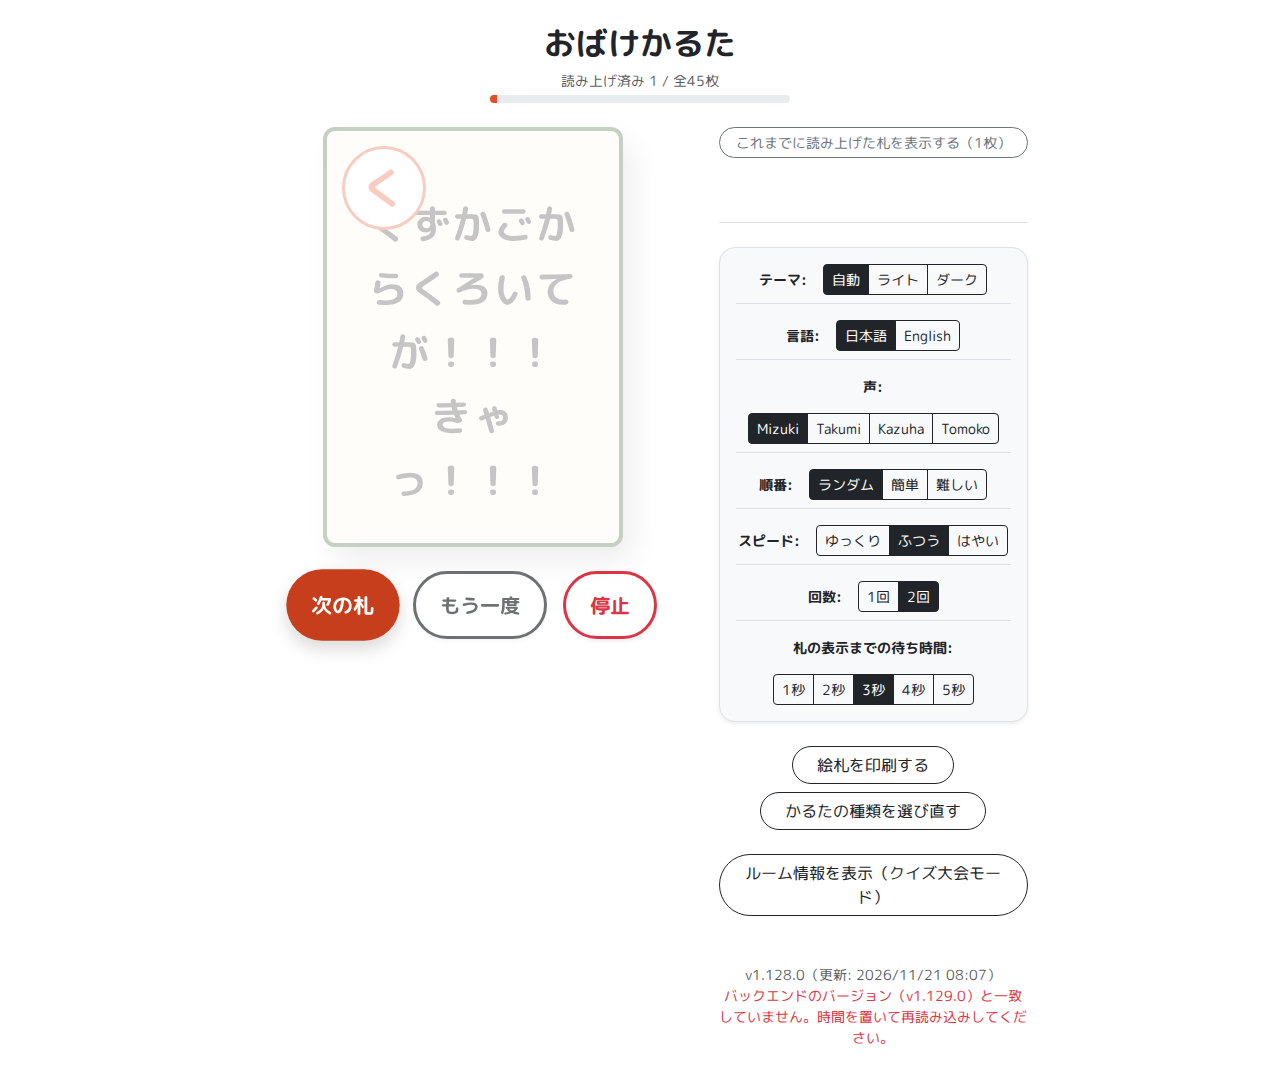 おばけかるた
読み上げ済み 1 / 全45枚
く
くずかごか
らくろいて
が！！！
きゃ
っ！！！
次の札
もう一度
停止
これまでに読み上げた札を表示する（1枚）
テーマ: 自動 ライト ダーク
言語: 日本語 English
声:
Mizuki Takumi Kazuha Tomoko
順番: ランダム 簡単 難しい
スピード: ゆっくり ふつう はやい
回数: 1回 2回
札の表示までの待ち時間:
1秒 2秒 3秒 4秒 5秒
絵札を印刷する
かるたの種類を選び直す
ルーム情報を表示（クイズ大会モー
ド）
v1.128.0（更新: 2026/11/21 08:07）
バックエンドのバージョン（v1.129.0）と一致
していません。時間を置いて再読み込みしてくだ
さい。